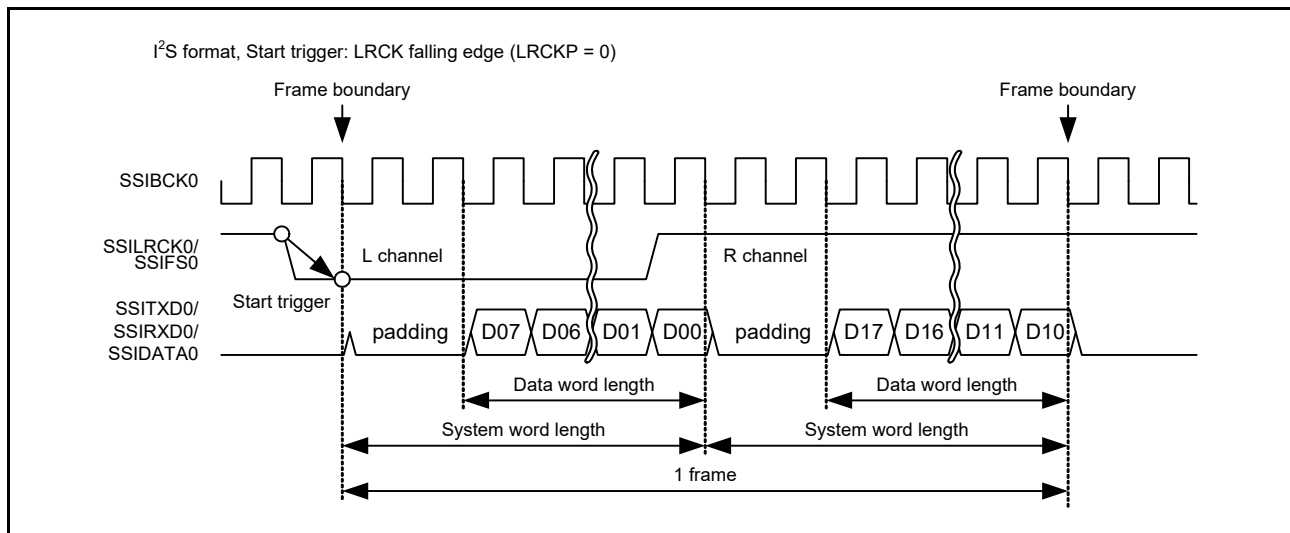 I²S format, Start trigger: LRCK falling edge (LRCKP = 0)
Frame boundary Frame boundary
SSIBCK0
SSILRCK0/
SSIFS0
L channel R channel
Start trigger
SSITXD0/
SSIRXD0/
SSIDATA0
padding D07 D06 D01 D00 padding D17 D16 D11 D10
Data word length Data word length
System word length System word length
1 frame